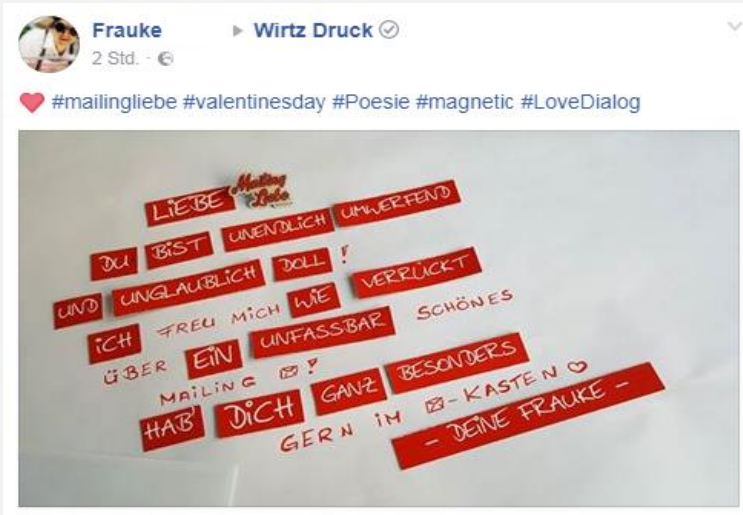 Frauke ▸ Wirtz Druck
2 Std. ·
❤ #mailingliebe #valentinesday #Poesie #magnetic #LoveDialog
LiEBE Mailing Liebe
DU BiST UNENDLiCH UMWERFEND
UND UNGLAUBLiCH DOLL !
iCH FREU MiCH WiE VERRÜCKT
ÜBER EiN UNFASSBAR SCHÖNES
MAiLiNG ✉ !
HAB' DiCH GANZ BESONDERS
GERN iM ✉-KASTEN ♡
- DEiNE FRAUKE -